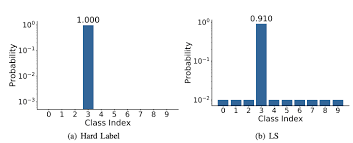 1.000
10⁰
10⁻¹
10⁻²
10⁻³
Probability
0 1 2 3 4 5 6 7 8 9
Class Index
(a) Hard Label
0.910
10⁰
10⁻¹
10⁻²
Probability
0 1 2 3 4 5 6 7 8 9
Class Index
(b) LS